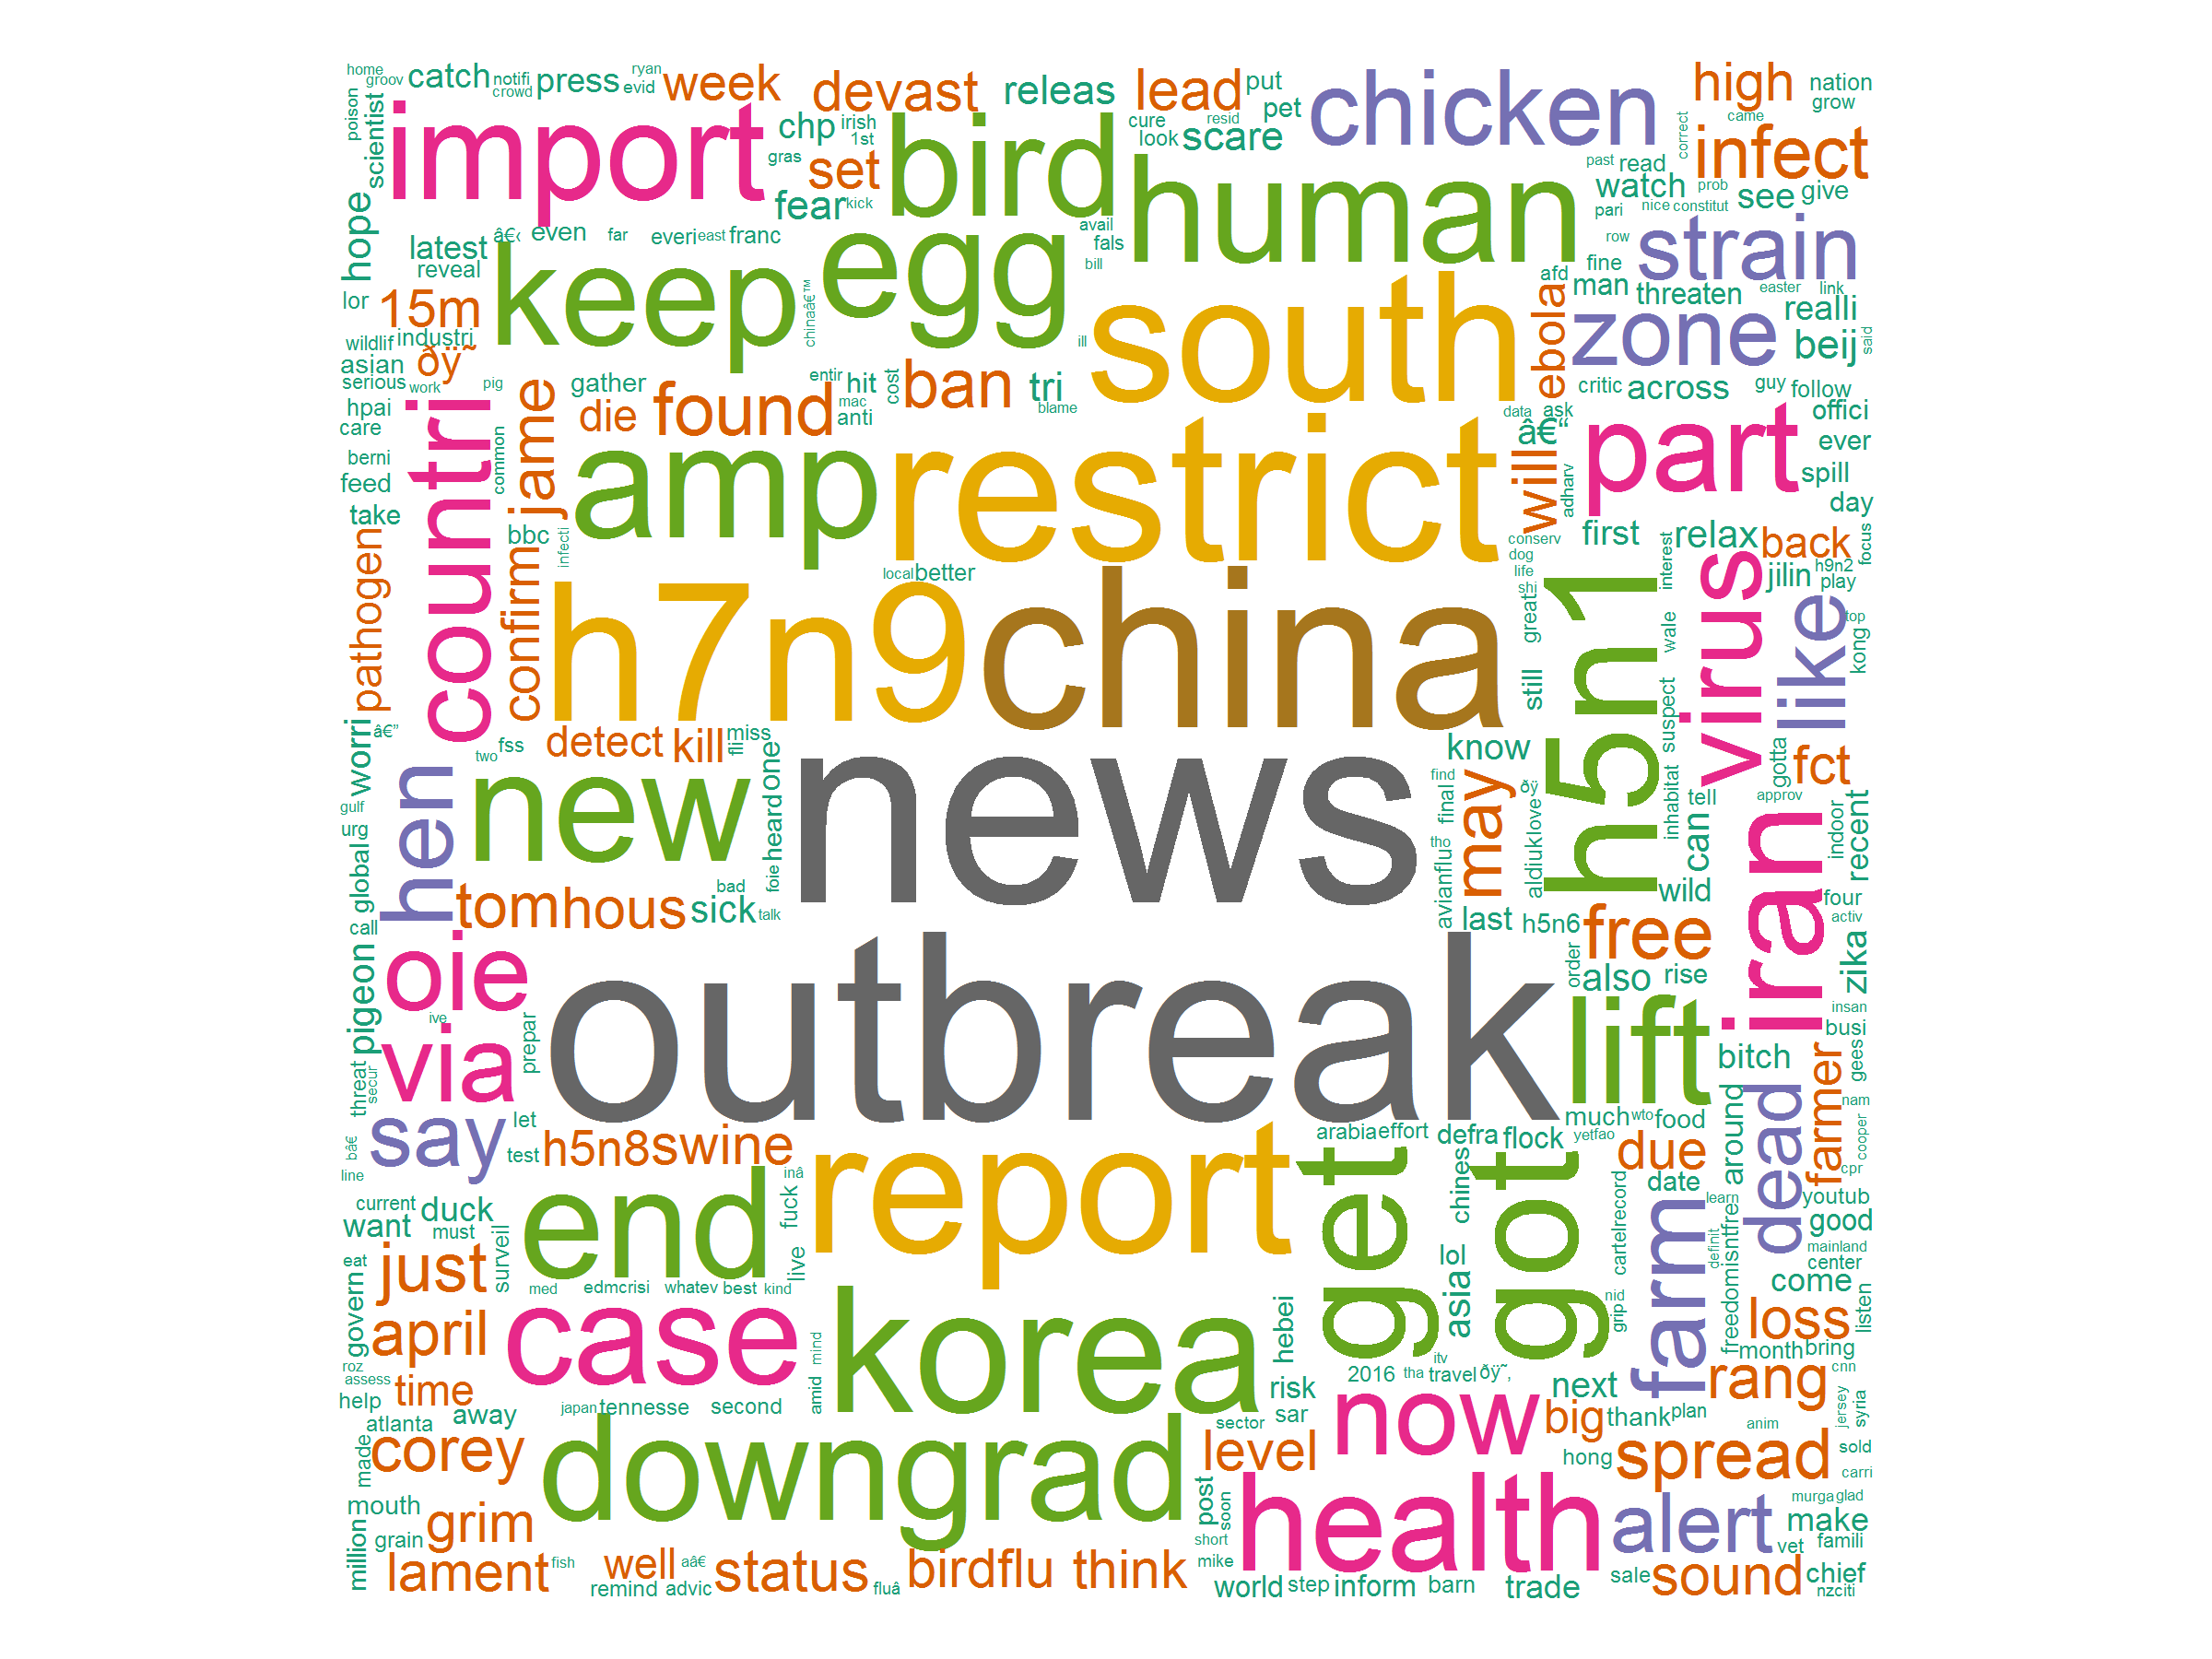 home
groov
catch
notifi
crowd
press
ryan
evid
week
devast
releas
lead
put
pet
chicken
high
nation
grow
poison
scientist
import
chp
irish
1st
bird
cure
look
resid
scare
human
came
correct
infect
gras
set
fear
kick
past
read
watch
prob
see
give
nice
constitut
pari
hope
latest
reveal
â€‹
even
far
everi
east
franc
egg
avail
fals
bill
row
strain
fine
lor
15m
keep
chinaâ€™
south
ill
ebola
afd
man
threaten
easter
link
realli
zone
beij
said
wildlif
industri
asian
ðŸ˜
serious
work
pig
gather
entir
hit
cost
ban
tri
critic
across
guy
follow
hpai
care
countri
jame
die
found
mac
anti
blame
data
ask
â€“
part
offici
ever
berni
feed
common
amp
restrict
will
adharv
spill
day
take
bbc
infecti
first
relax
back
focus
pathogen
confirm
local
better
conserv
dog
life
shi
h5n1
interest
virus
jilin
h9n2
play
h7n9
china
great
wale
like
top
kong
still
suspect
worri
â€”
two
fss
detect
kill
miss
fli
one
know
gotta
fct
gulf
urg
hen
new
news
may
find
final
ðŸ
tho
love
aldiuk
inhabitat
tell
can
approv
iran
indoor
recent
global
call
tomhous
bad
sick
foie
heard
talk
avianflu
last
h5n6
wild
free
four
activ
pigeon
oie
ive
outbreak
order
also
rise
zika
insan
via
prepar
lift
bitch
busi
gees
threat
secur
say
let
test
h5n8
swine
much
wto
food
around
dead
farmer
nam
cooper
cpr
bâ€
line
arabia
effort
defra
flock
yet
fao
due
date
current
duck
want
must
surveil
end
inâ
fuck
live
report
get
chines
got
cartelrecord
farm
learn
definit
freedomisntfre
youtub
good
mainland
center
come
eat
just
med
edmcrisi
whatev
best
kind
asia
lol
nid
grip
loss
listen
govern
april
case
korea
hebei
itv
month
bring
roz
assess
help
time
mind
amid
2016
tha
travel
ðŸ˜‚
next
rang
cnn
jersey
syria
japan
tennesse
second
risk
sar
now
big
thank
plan
atlanta
away
made
corey
downgrad
sector
level
hong
anim
spread
sold
carri
mouth
grain
grim
post
soon
health
alert
murga
glad
make
million
lament
fish
well
aâ€
status
fluâ
birdflu
think
short
mike
vet
famili
remind
advic
world
step
inform
barn
trade
sale
sound
chief
nzciti